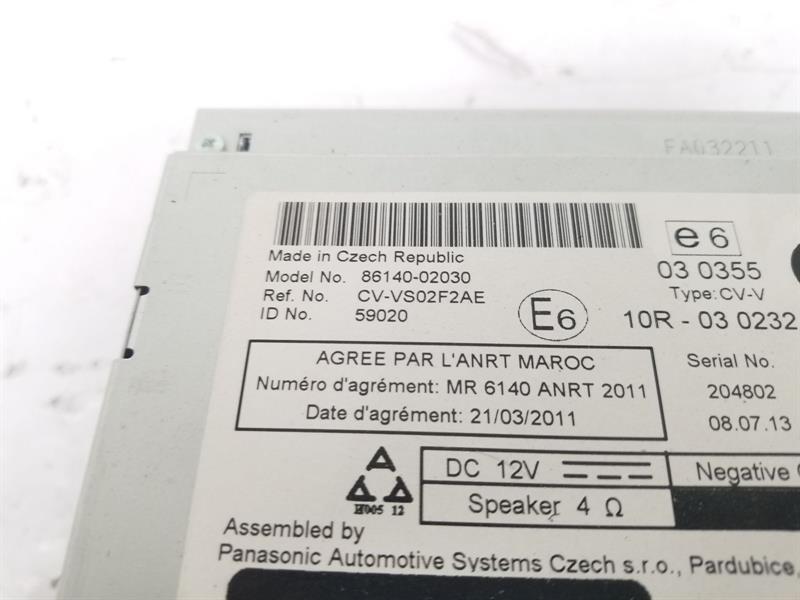 FA032211
Made in Czech Republic
Model No. 86140-02030
Ref. No. CV-VS02F2AE
ID No. 59020
e6
03 0355
Type:CV-V
E6
10R - 03 0232
AGREE PAR L'ANRT MAROC
Numéro d'agrément: MR 6140 ANRT 2011
Date d'agrément: 21/03/2011
Serial No.
204802
08.07.13
H005 12
DC 12V
Negative
Speaker 4 Ω
Assembled by
Panasonic Automotive Systems Czech s.r.o., Pardubice,